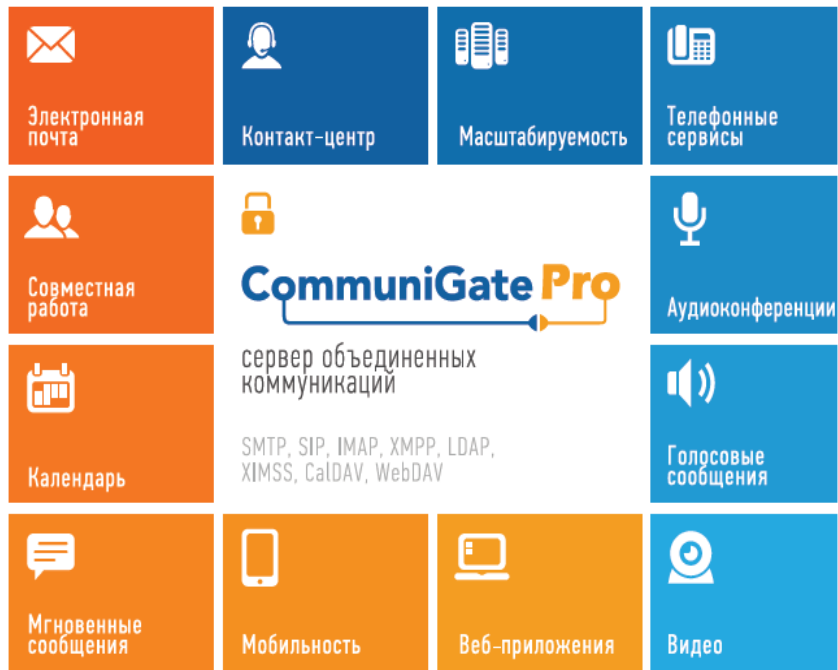 Электронная
почта
Контакт-центр
Масштабируемость
Телефонные
сервисы
Совместная
работа
CommuniGate Pro
сервер объединенных
коммуникаций
SMTP, SIP, IMAP, XMPP, LDAP,
XIMSS, CalDAV, WebDAV
Аудиоконференции
Календарь
Голосовые
сообщения
Мгновенные
сообщения
Мобильность
Веб-приложения
Видео